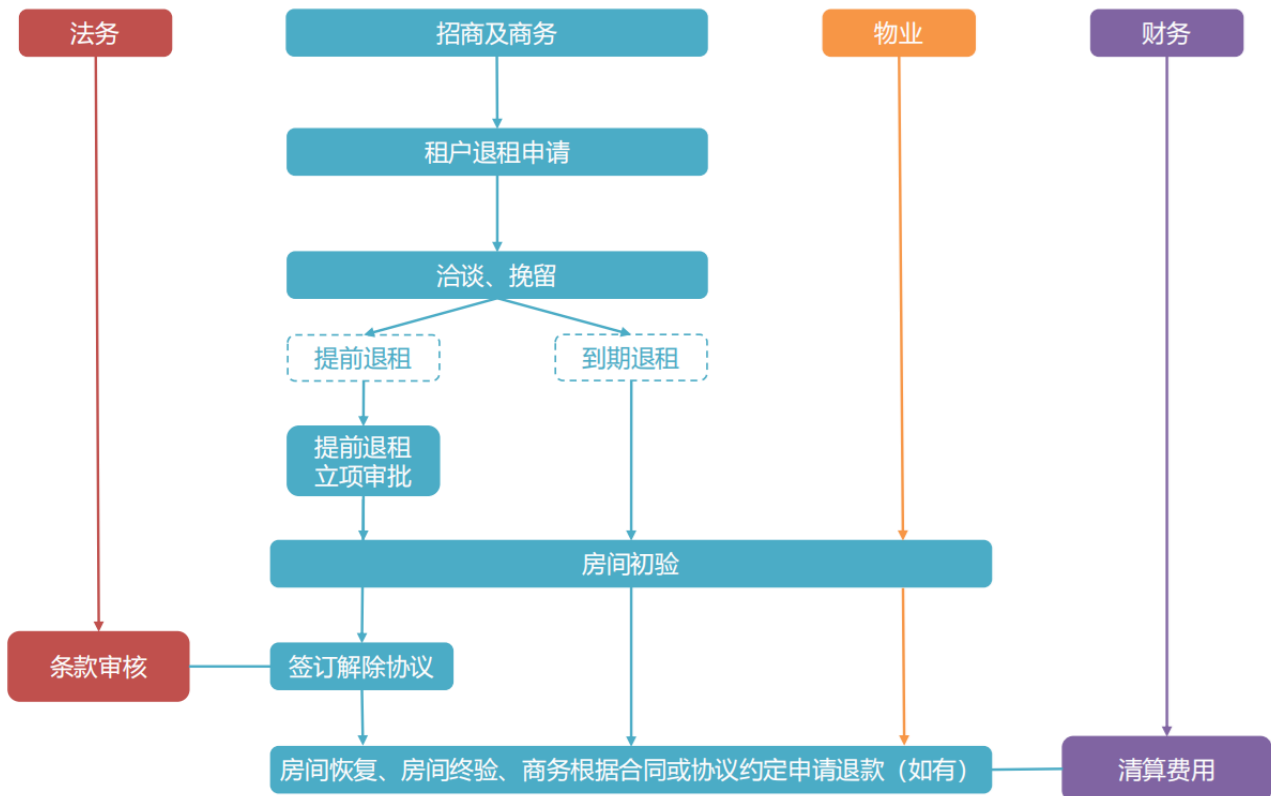 法务
招商及商务
物业
财务
租户退租申请
洽谈、挽留
提前退租
到期退租
提前退租
立项审批
房间初验
条款审核
签订解除协议
房间恢复、房间终验、商务根据合同或协议约定申请退款（如有）
清算费用